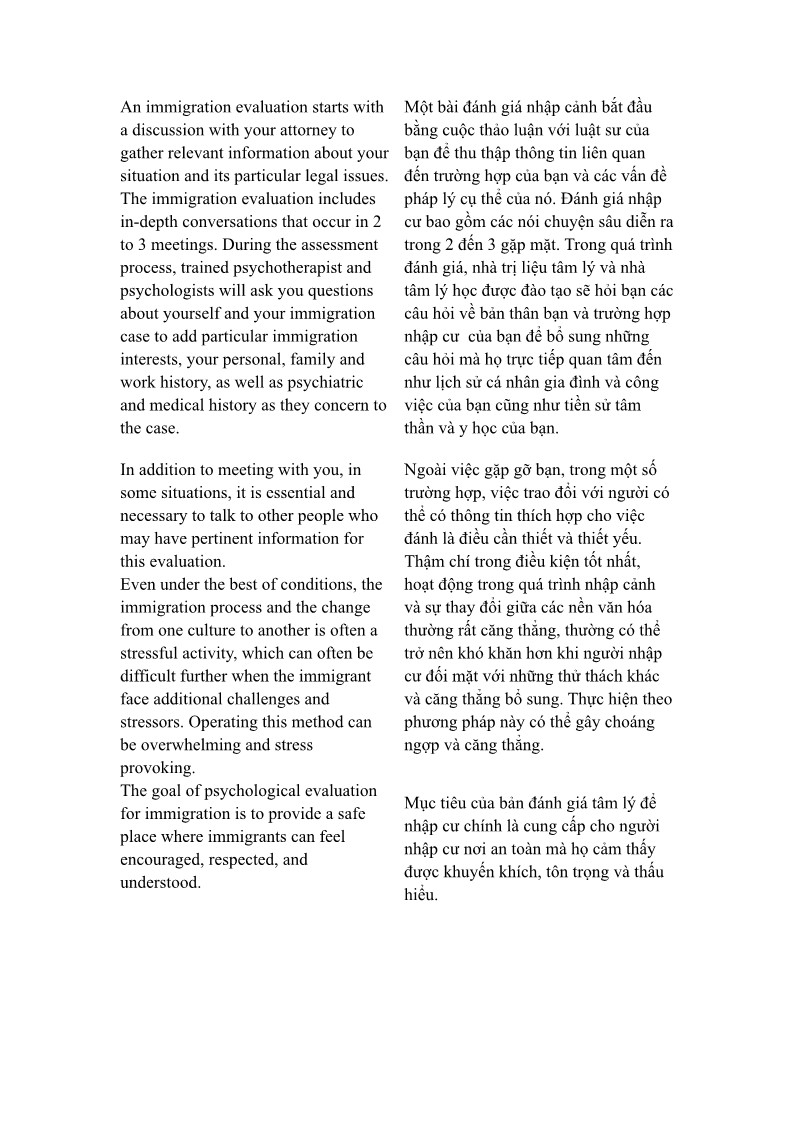 An immigration evaluation starts with
a discussion with your attorney to
gather relevant information about your
situation and its particular legal issues.
The immigration evaluation includes
in-depth conversations that occur in 2
to 3 meetings. During the assessment
process, trained psychotherapist and
psychologists will ask you questions
about yourself and your immigration
case to add particular immigration
interests, your personal, family and
work history, as well as psychiatric
and medical history as they concern to
the case.
Một bài đánh giá nhập cảnh bắt đầu
bằng cuộc thảo luận với luật sư của
bạn để thu thập thông tin liên quan
đến trường hợp của bạn và các vấn đề
pháp lý cụ thể của nó. Đánh giá nhập
cư bao gồm các nói chuyện sâu diễn ra
trong 2 đến 3 gặp mặt. Trong quá trình
đánh giá, nhà trị liệu tâm lý và nhà
tâm lý học được đào tạo sẽ hỏi bạn các
câu hỏi về bản thân bạn và trường hợp
nhập cư  của bạn để bổ sung những
câu hỏi mà họ trực tiếp quan tâm đến
như lịch sử cá nhân gia đình và công
việc của bạn cũng như tiền sử tâm
thần và y học của bạn.
In addition to meeting with you, in
some situations, it is essential and
necessary to talk to other people who
may have pertinent information for
this evaluation.
Even under the best of conditions, the
immigration process and the change
from one culture to another is often a
stressful activity, which can often be
difficult further when the immigrant
face additional challenges and
stressors. Operating this method can
be overwhelming and stress
provoking.
The goal of psychological evaluation
for immigration is to provide a safe
place where immigrants can feel
encouraged, respected, and
understood.
Ngoài việc gặp gỡ bạn, trong một số
trường hợp, việc trao đổi với người có
thể có thông tin thích hợp cho việc
đánh là điều cần thiết và thiết yếu.
Thậm chí trong điều kiện tốt nhất,
hoạt động trong quá trình nhập cảnh
và sự thay đổi giữa các nền văn hóa
thường rất căng thẳng, thường có thể
trở nên khó khăn hơn khi người nhập
cư đối mặt với những thử thách khác
và căng thẳng bổ sung. Thực hiện theo
phương pháp này có thể gây choáng
ngợp và căng thẳng.
Mục tiêu của bản đánh giá tâm lý để
nhập cư chính là cung cấp cho người
nhập cư nơi an toàn mà họ cảm thấy
được khuyến khích, tôn trọng và thấu
hiểu.